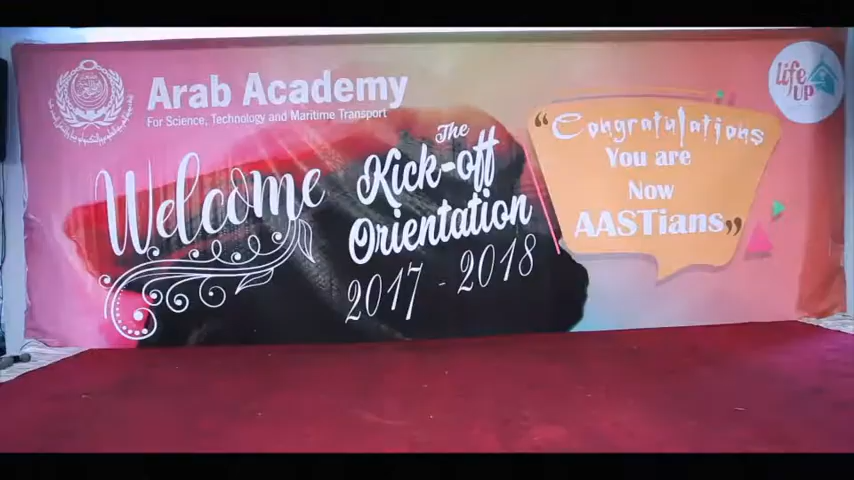 Arab Academy
For Science, Technology and Maritime Transport
Welcome
The
Kick-off
Orientation
2017 - 2018
"Congratulations
You are
Now
AASTians"
life
UP